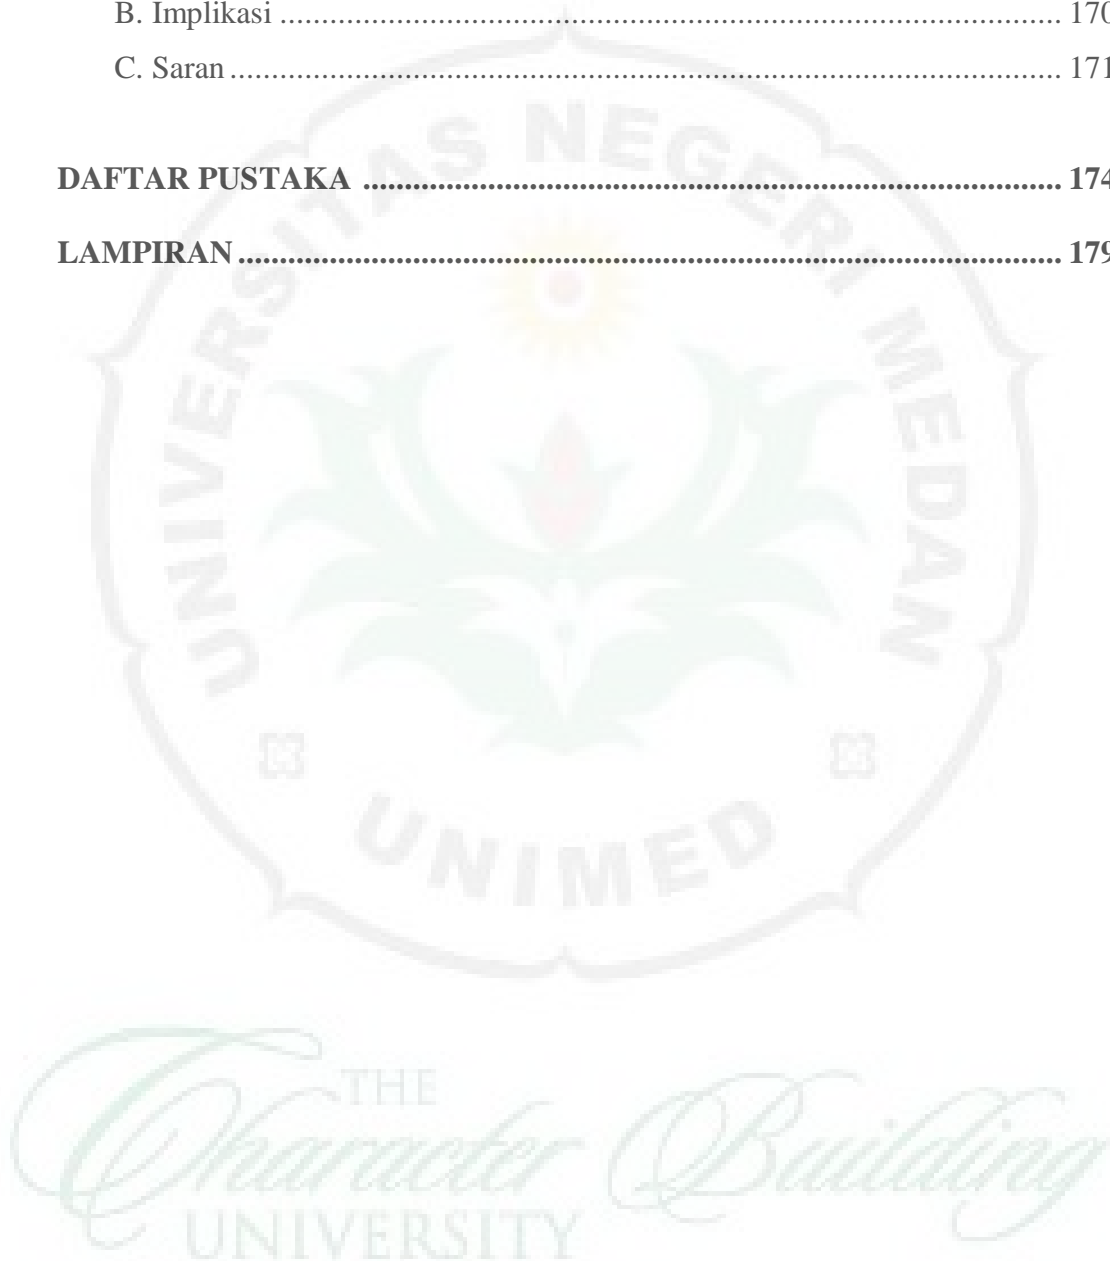 B. Implikasi ........................................................................................... 170
C. Saran ................................................................................................. 171
DAFTAR PUSTAKA .................................................................................. 174
LAMPIRAN ................................................................................................ 179
UNIVERSITAS NEGERI MEDAN
UNIMED
THE
Character Building
UNIVERSITY